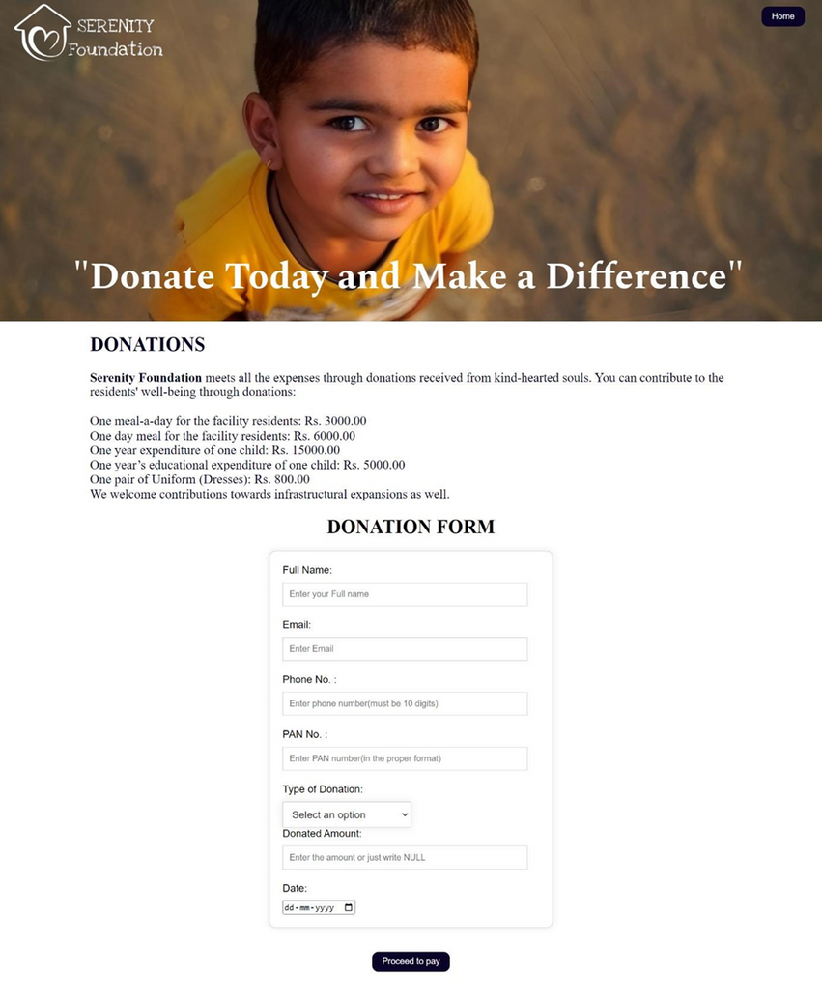 SERENITY
Foundation
Home
"Donate Today and Make a Difference"
DONATIONS
Serenity Foundation meets all the expenses through donations received from kind-hearted souls. You can contribute to the
residents' well-being through donations:
One meal-a-day for the facility residents: Rs. 3000.00
One day meal for the facility residents: Rs. 6000.00
One year expenditure of one child: Rs. 15000.00
One year’s educational expenditure of one child: Rs. 5000.00
One pair of Uniform (Dresses): Rs. 800.00
We welcome contributions towards infrastructural expansions as well.
DONATION FORM
Full Name:
Enter your Full name
Email:
Enter Email
Phone No. :
Enter phone number(must be 10 digits)
PAN No. :
Enter PAN number(in the proper format)
Type of Donation:
Select an option
Donated Amount:
Enter the amount or just write NULL
Date:
dd-mm-yyyy
Proceed to pay